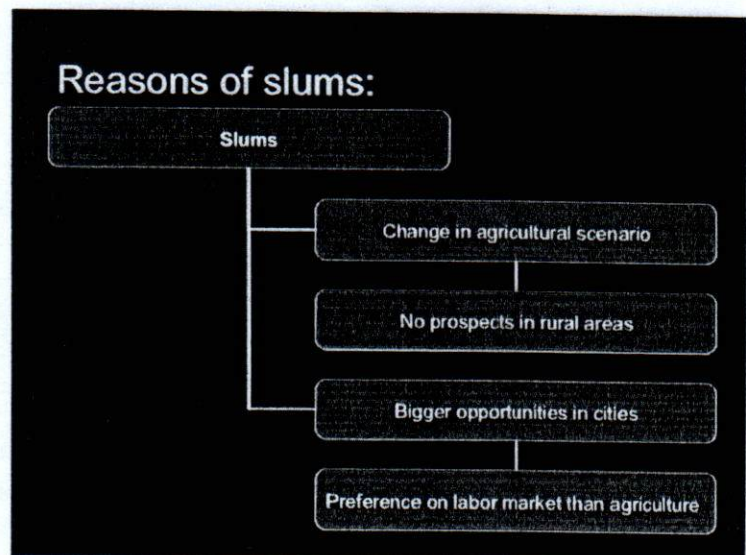 Reasons of slums:
Slums
Change in agricultural scenario
No prospects in rural areas
Bigger opportunities in cities
Preference on labor market than agriculture